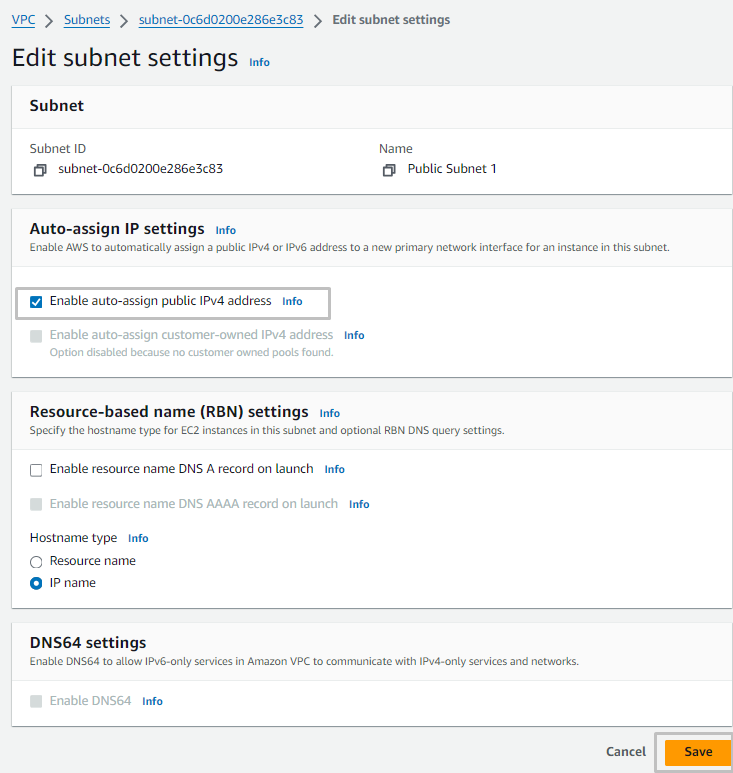 VPC > Subnets > subnet-0c6d0200e286e3c83 > Edit subnet settings
Edit subnet settings Info
Subnet
Subnet ID Name
subnet-0c6d0200e286e3c83 Public Subnet 1
Auto-assign IP settings Info
Enable AWS to automatically assign a public IPv4 or IPv6 address to a new primary network interface for an instance in this subnet.
Enable auto-assign public IPv4 address Info
Enable auto-assign customer-owned IPv4 address Info
Option disabled because no customer owned pools found.
Resource-based name (RBN) settings Info
Specify the hostname type for EC2 instances in this subnet and optional RBN DNS query settings.
Enable resource name DNS A record on launch Info
Enable resource name DNS AAAA record on launch Info
Hostname type Info
Resource name
IP name
DNS64 settings
Enable DNS64 to allow IPv6-only services in Amazon VPC to communicate with IPv4-only services and networks.
Enable DNS64 Info
Cancel Save